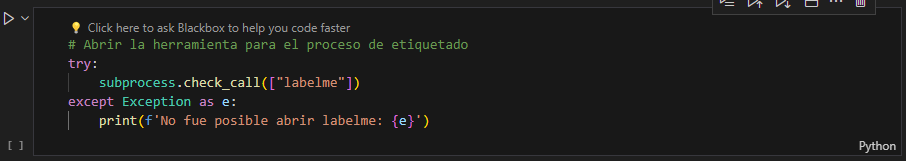 Click here to ask Blackbox to help you code faster
# Abrir la herramienta para el proceso de etiquetado
try:
    subprocess.check_call(["labelme"])
except Exception as e:
    print(f'No fue posible abrir labelme: {e}')
[ ]
Python